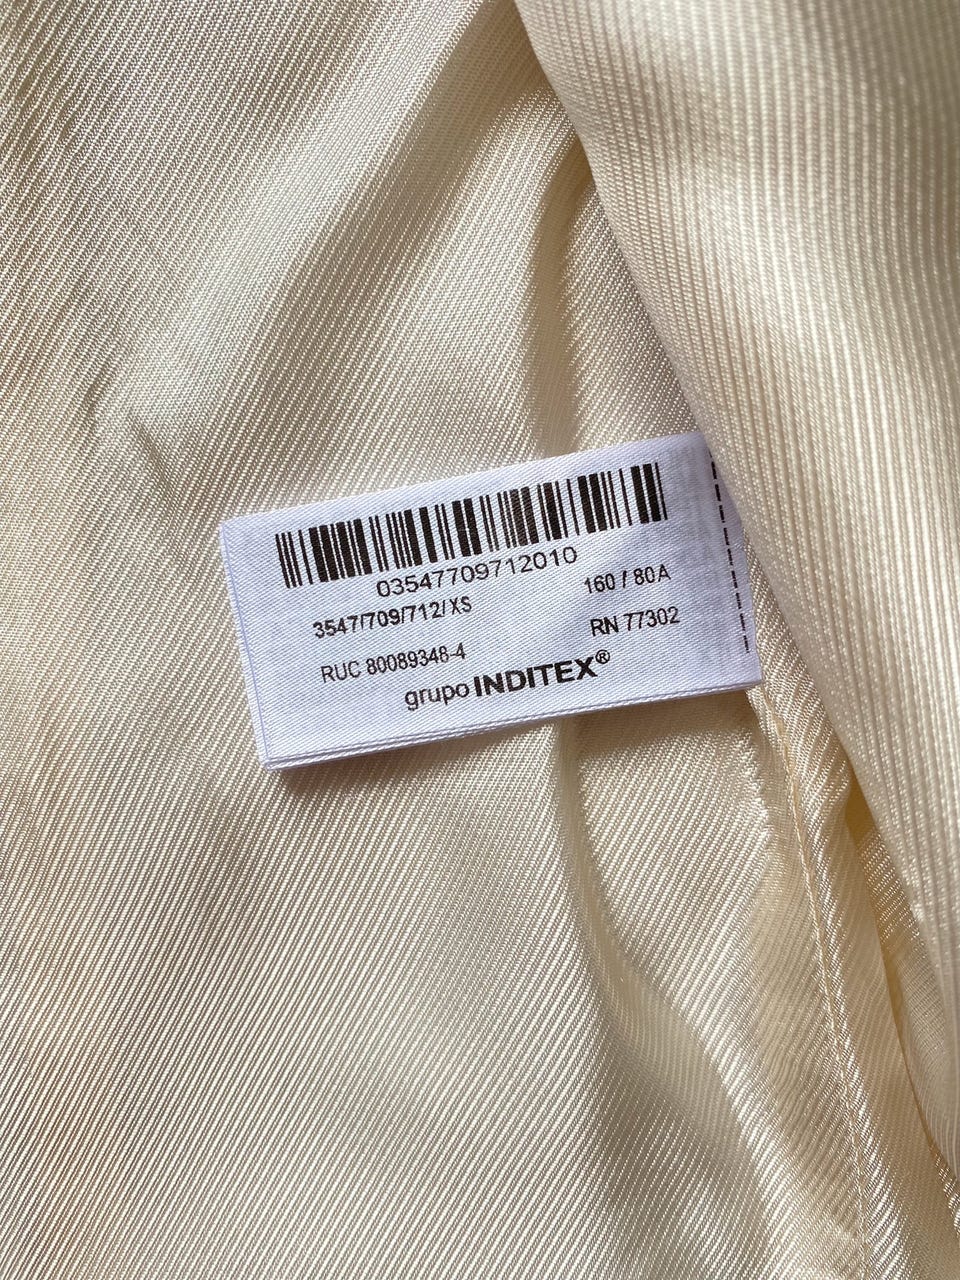 03547709712010
3547/709/712/XS 160 / 80A
RUC 80089348-4 RN 77302
grupo INDITEX®